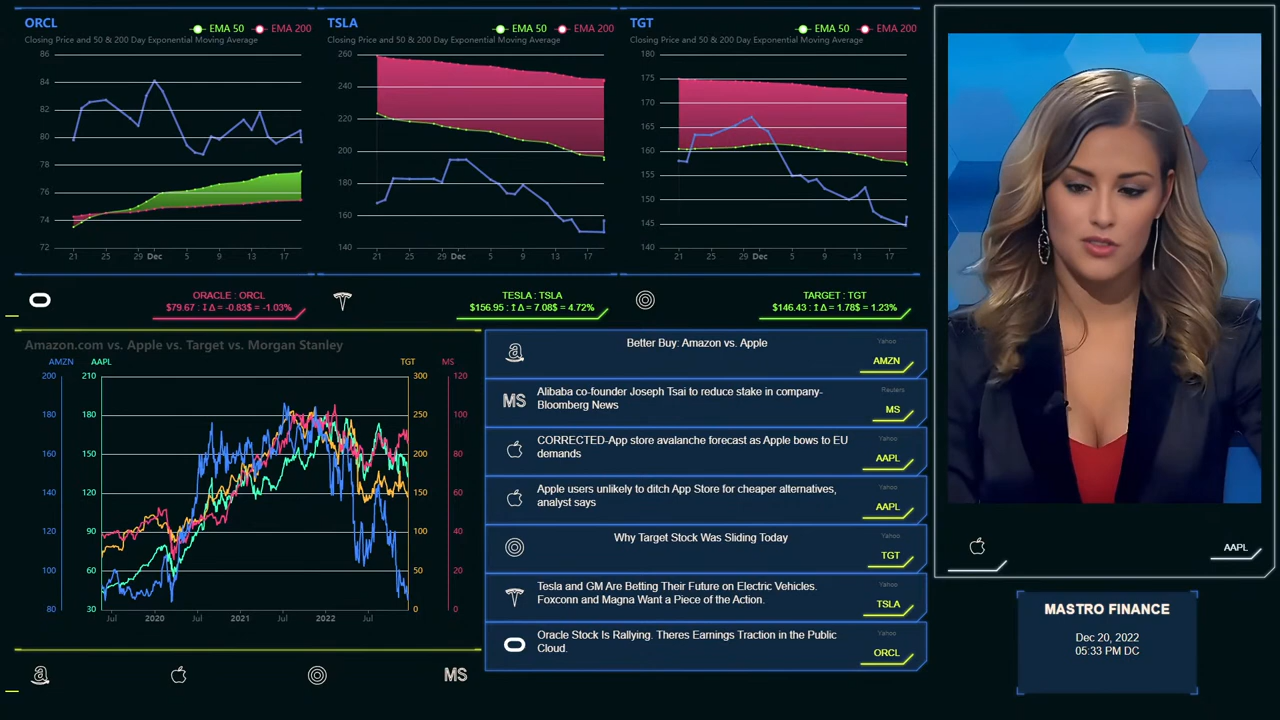 ORCL
EMA 50
EMA 200
Closing Price and 50 & 200 Day Exponential Moving Average
86
84
82
80
78
76
74
72
21
23
25
29
Dec
5
9
13
17
TSLA
EMA 50
EMA 200
Closing Price and 50 & 200 Day Exponential Moving Average
260
240
220
200
180
160
140
21
23
25
29
Dec
5
9
13
17
TGT
EMA 50
EMA 200
Closing Price and 50 & 200 Day Exponential Moving Average
180
175
170
165
160
155
150
145
140
21
23
25
29
Dec
5
9
13
17
ORACLE : ORCL
$79.67 : ↕ Δ = -0.83$ = -1.03%
TESLA : TSLA
$156.95 : ↕ Δ = 7.08$ = 4.72%
TARGET : TGT
$146.43 : ↕ Δ = 1.78$ = 1.23%
Amazon.com vs. Apple vs. Target vs. Morgan Stanley
AMZN
AAPL
TGT
MS
200
180
160
140
120
100
80
210
180
150
120
90
60
30
300
250
200
150
100
50
0
120
100
80
60
40
20
0
Jul
2020
Jul
2021
Jul
2022
Jul
MS
Better Buy: Amazon vs. Apple
Yahoo
AMZN
MS
Alibaba co-founder Joseph Tsai to reduce stake in company-
Bloomberg News
Reuters
MS
CORRECTED-App store avalanche forecast as Apple bows to EU
demands
Yahoo
AAPL
Apple users unlikely to ditch App Store for cheaper alternatives,
analyst says
Yahoo
AAPL
Why Target Stock Was Sliding Today
Yahoo
TGT
Tesla and GM Are Betting Their Future on Electric Vehicles.
Foxconn and Magna Want a Piece of the Action.
Yahoo
TSLA
Oracle Stock Is Rallying. Theres Earnings Traction in the Public
Cloud.
Yahoo
ORCL
AAPL
MASTRO FINANCE
Dec 20, 2022
05:33 PM DC